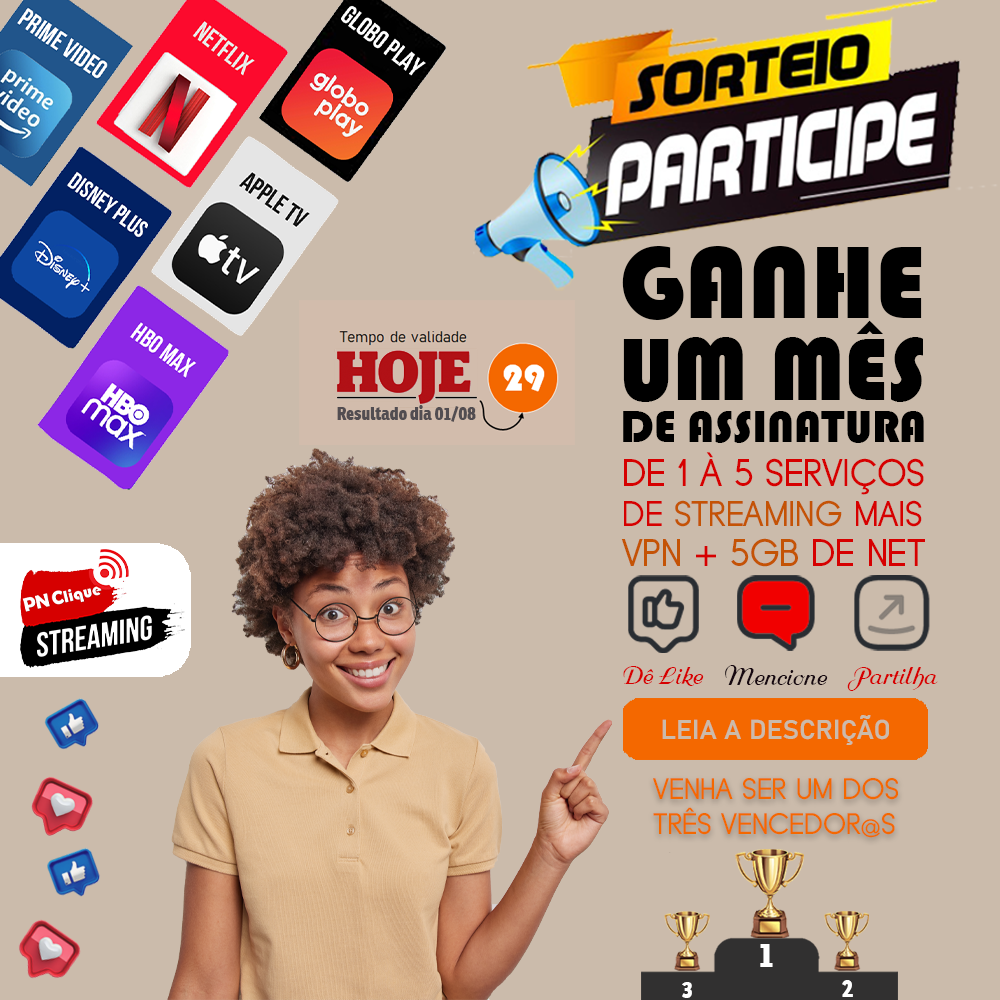 PRIME VIDEO
prime
video
NETFLIX
N
GLOBO PLAY
globo
play
DISNEY PLUS
Disney+
APPLE TV
tv
HBO MAX
HBO
max
SORTEIO
PARTICIPE
GANHE
UM MÊS
DE ASSINATURA
DE 1 À 5 SERVIÇOS
DE STREAMING MAIS
VPN + 5GB DE NET
Tempo de validade
HOJE
29
Resultado dia 01/08
PN Clique
STREAMING
Dê Like
Mencione
Partilha
LEIA A DESCRIÇÃO
VENHA SER UM DOS
TRÊS VENCEDOR@S
1
3
2